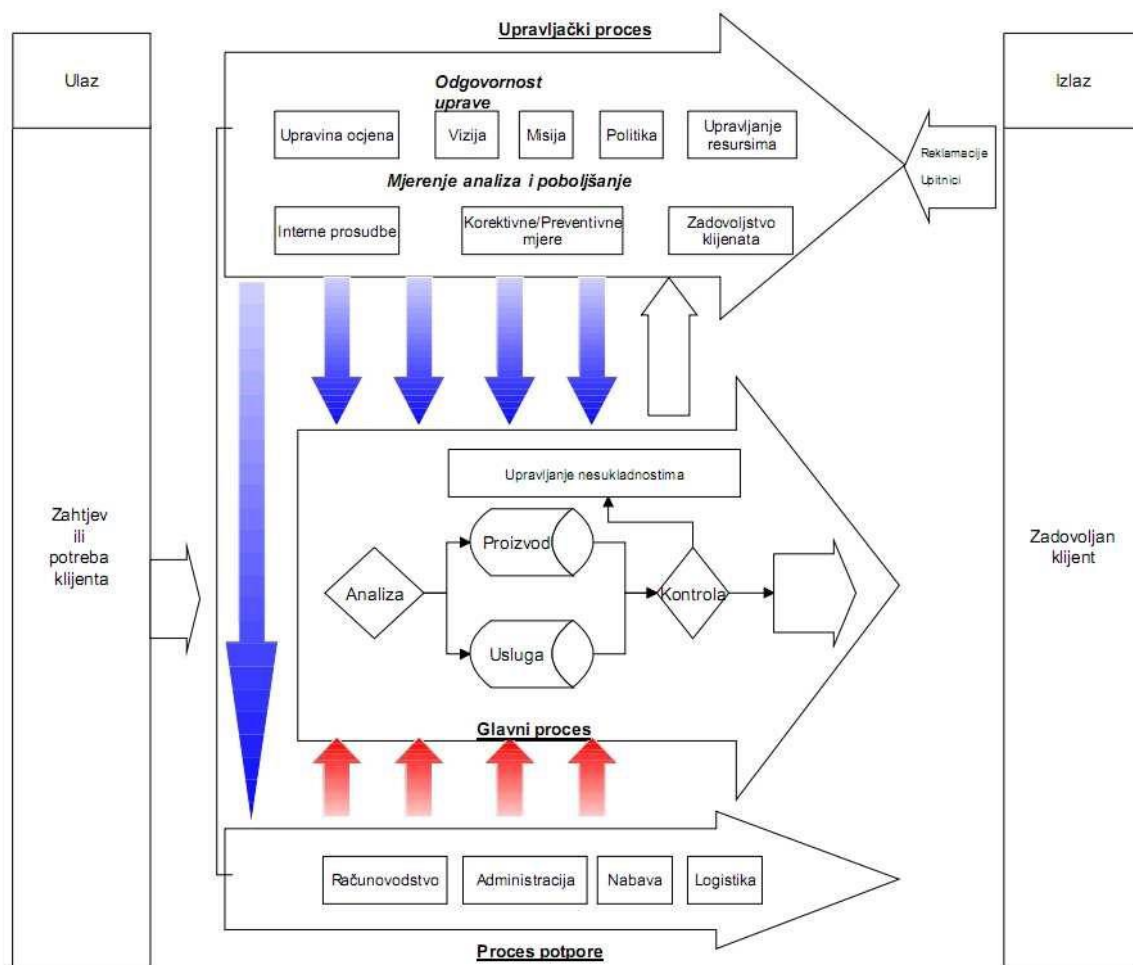 Upravljački proces
Ulaz
Izlaz
Odgovornost
uprave
Upravina ocjena
Vizija
Misija
Politika
Upravljanje
resursima
Reklamacije
Upitnici
Mjerenje analiza i poboljšanje
Interne prosudbe
Korektivne/Preventivne
mjere
Zadovoljstvo
klijenata
Upravljanje nesukladnostima
Zahtjev
ili
potreba
klijenta
Proizvod
Analiza
Kontrola
Usluga
Zadovoljan
klijent
Glavni proces
Računovodstvo
Administracija
Nabava
Logistika
Proces potpore